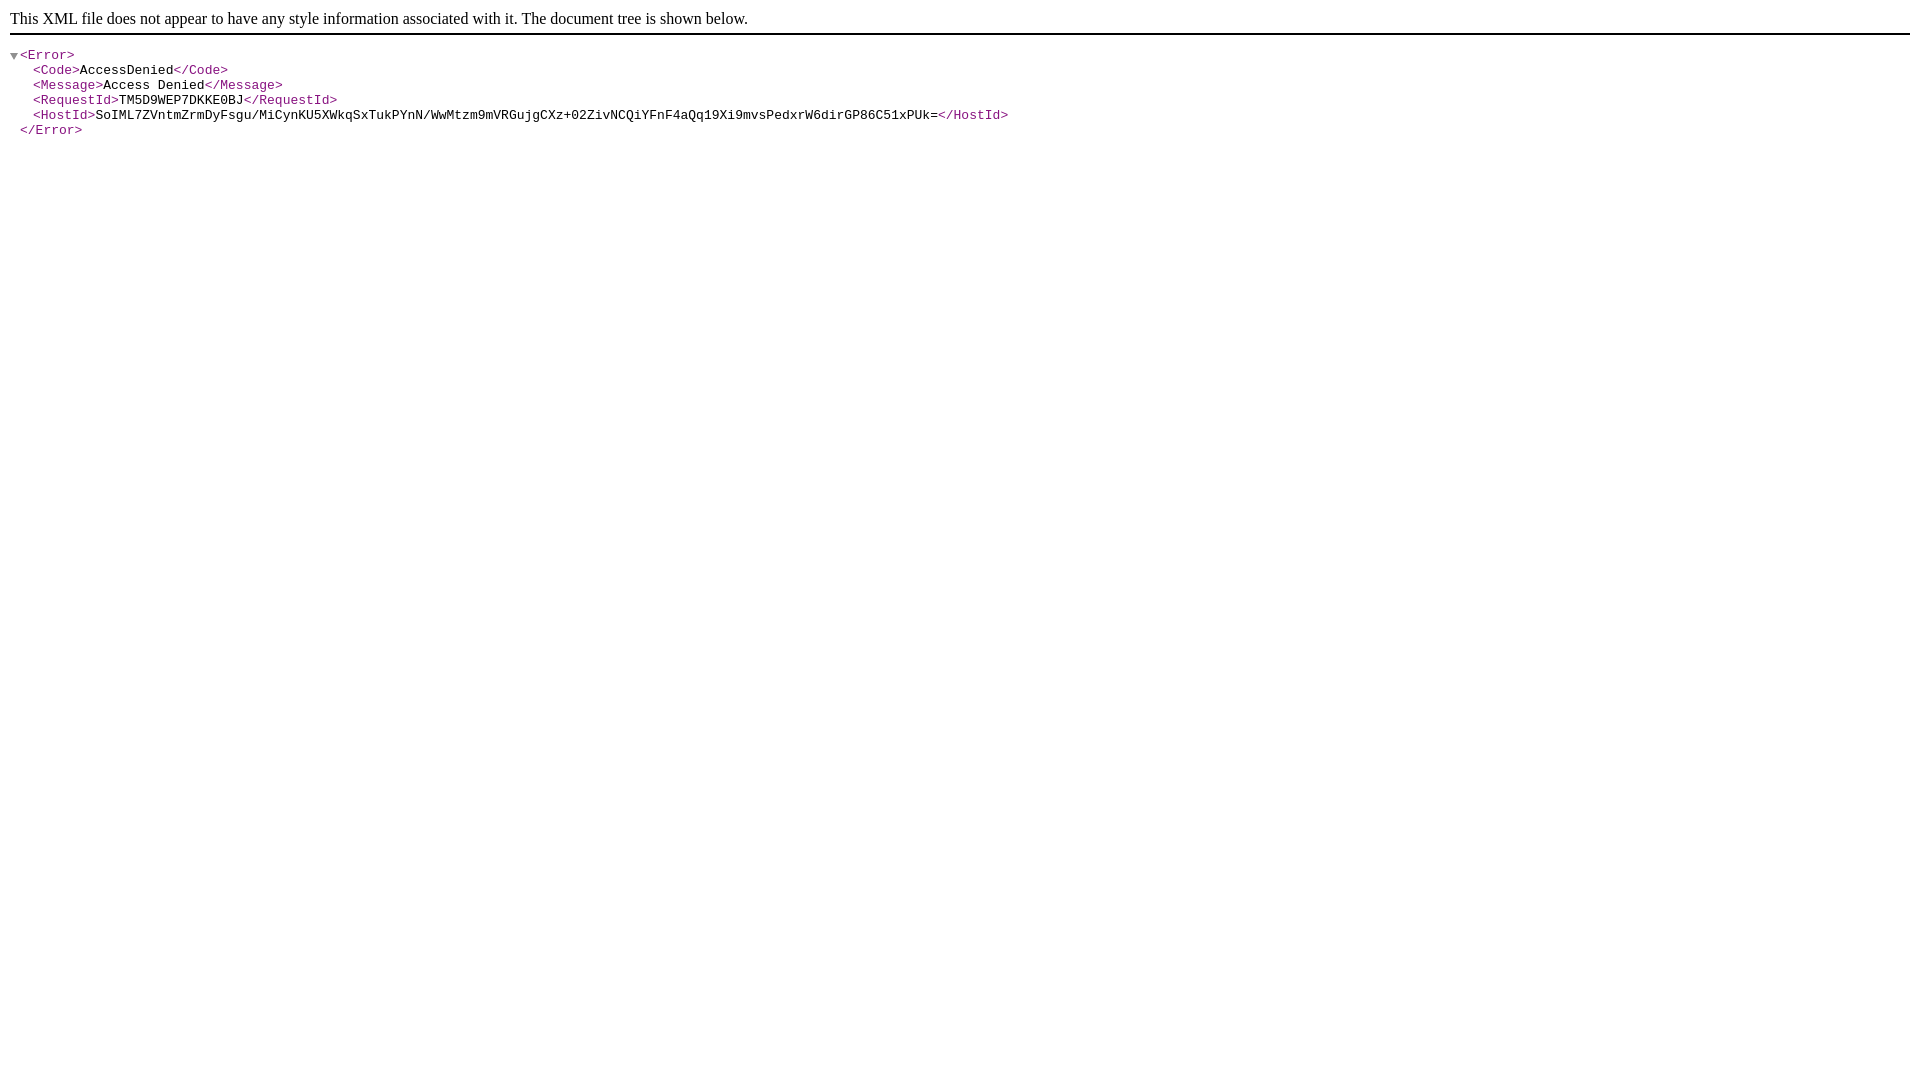 This XML file does not appear to have any style information associated with it. The document tree is shown below.
<Error>
<Code>AccessDenied</Code>
<Message>Access Denied</Message>
<RequestId>TM5D9WEP7DKKE0BJ</RequestId>
<HostId>SoIML7ZVntmZrmDyFsgu/MiCynKU5XWkqSxTukPYnN/WwMtzm9mVRGujgCXz+02ZivNCQiYFnF4aQq19Xi9mvsPedxrW6dirGP86C51xPUk=</HostId>
</Error>